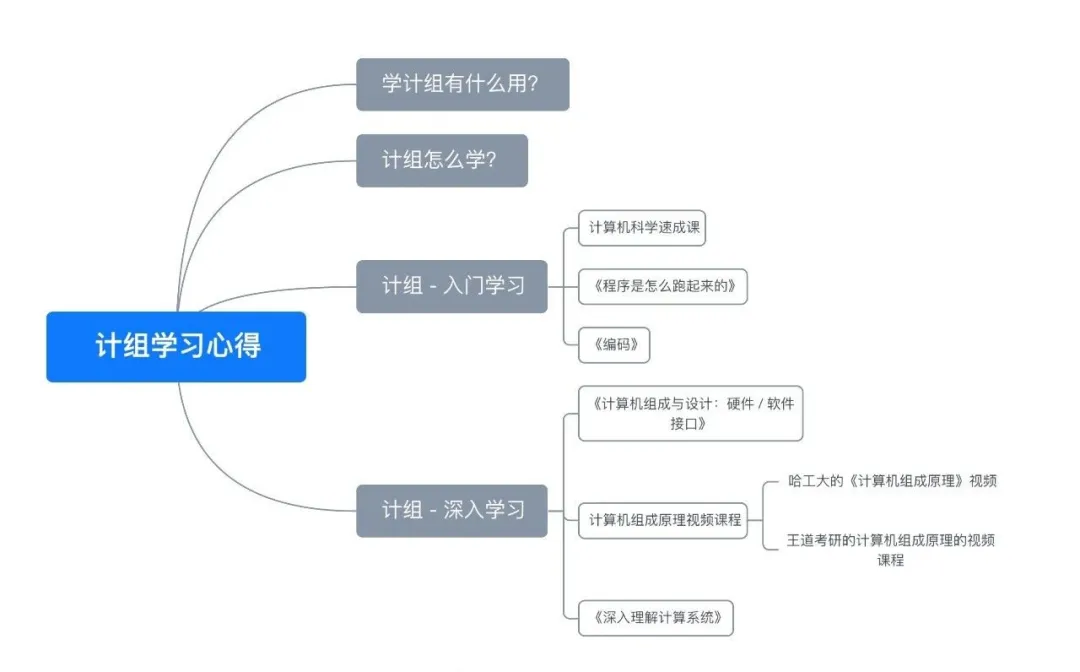 学计组有什么用？
计组怎么学？
计算机科学速成课
计组 - 入门学习
《程序是怎么跑起来的》
《编码》
计组学习心得
《计算机组成与设计：硬件 / 软件
接口》
计组 - 深入学习
计算机组成原理视频课程
哈工大的《计算机组成原理》视频
王道考研的计算机组成原理的视频
课程
《深入理解计算系统》